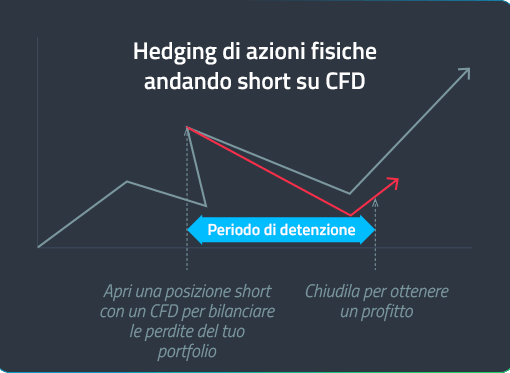 Hedging di azioni fisiche
andando short su CFD
Periodo di detenzione
Apri una posizione short
con un CFD per bilanciare
le perdite del tuo
portfolio
Chiudila per ottenere
un profitto